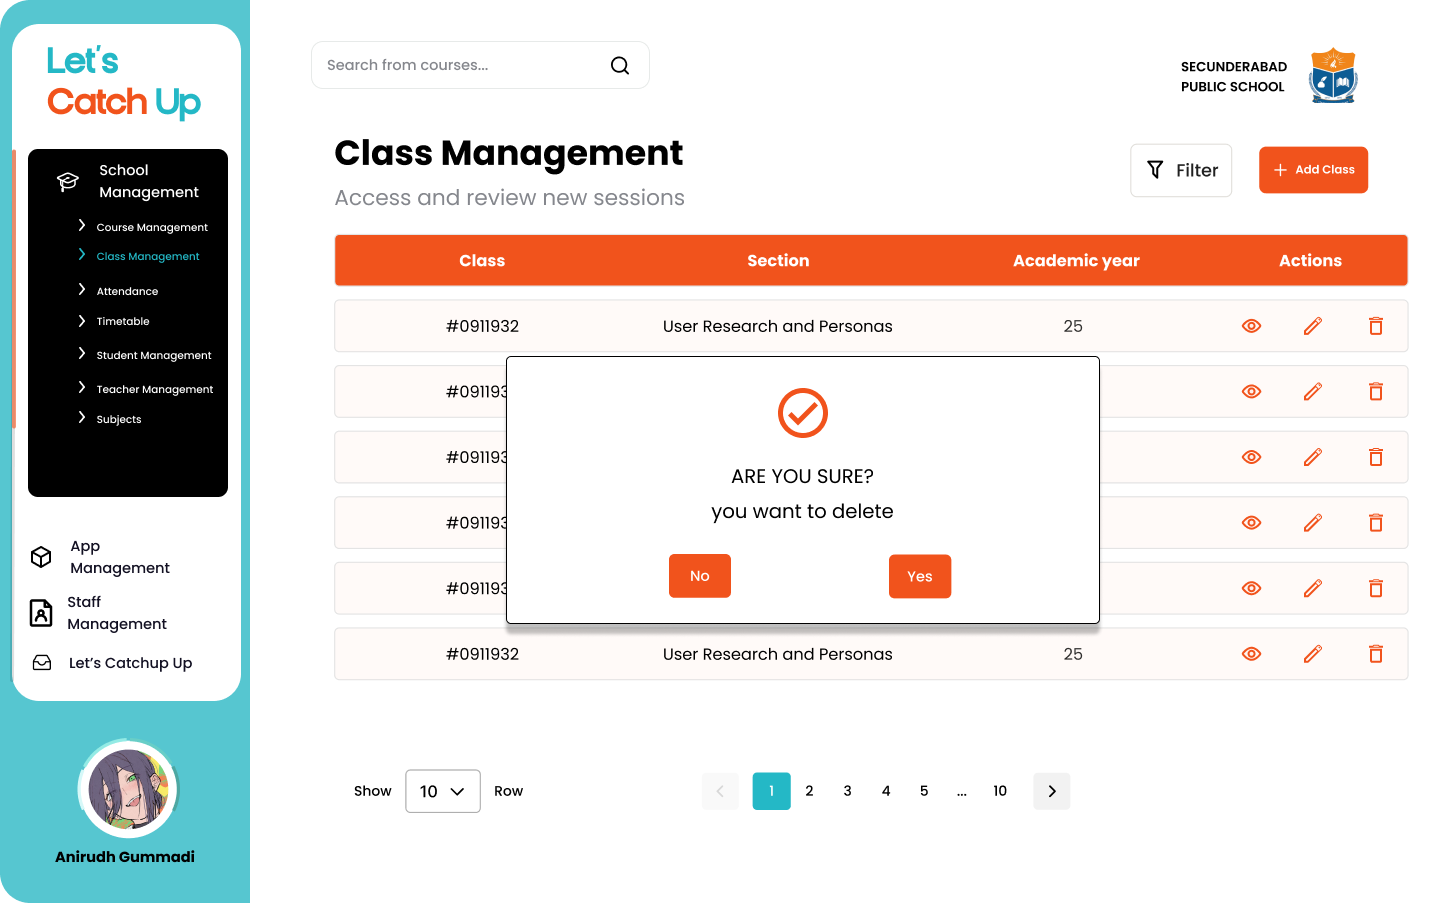 Let's
Catch Up
School
Management
Course Management
Class Management
Attendance
Timetable
Student Management
Teacher Management
Subjects
App
Management
Staff
Management
Let's Catchup Up
Anirudh Gummadi
Search from courses...
SECUNDERABAD
PUBLIC SCHOOL
Class Management
Access and review new sessions
Filter
Add Class
Class Section Academic year Actions
#0911932 User Research and Personas 25
#091193
#091193
#091193
#091193
ARE YOU SURE?
you want to delete
No Yes
#0911932 User Research and Personas 25
Show 10 Row
1 2 3 4 5 ... 10